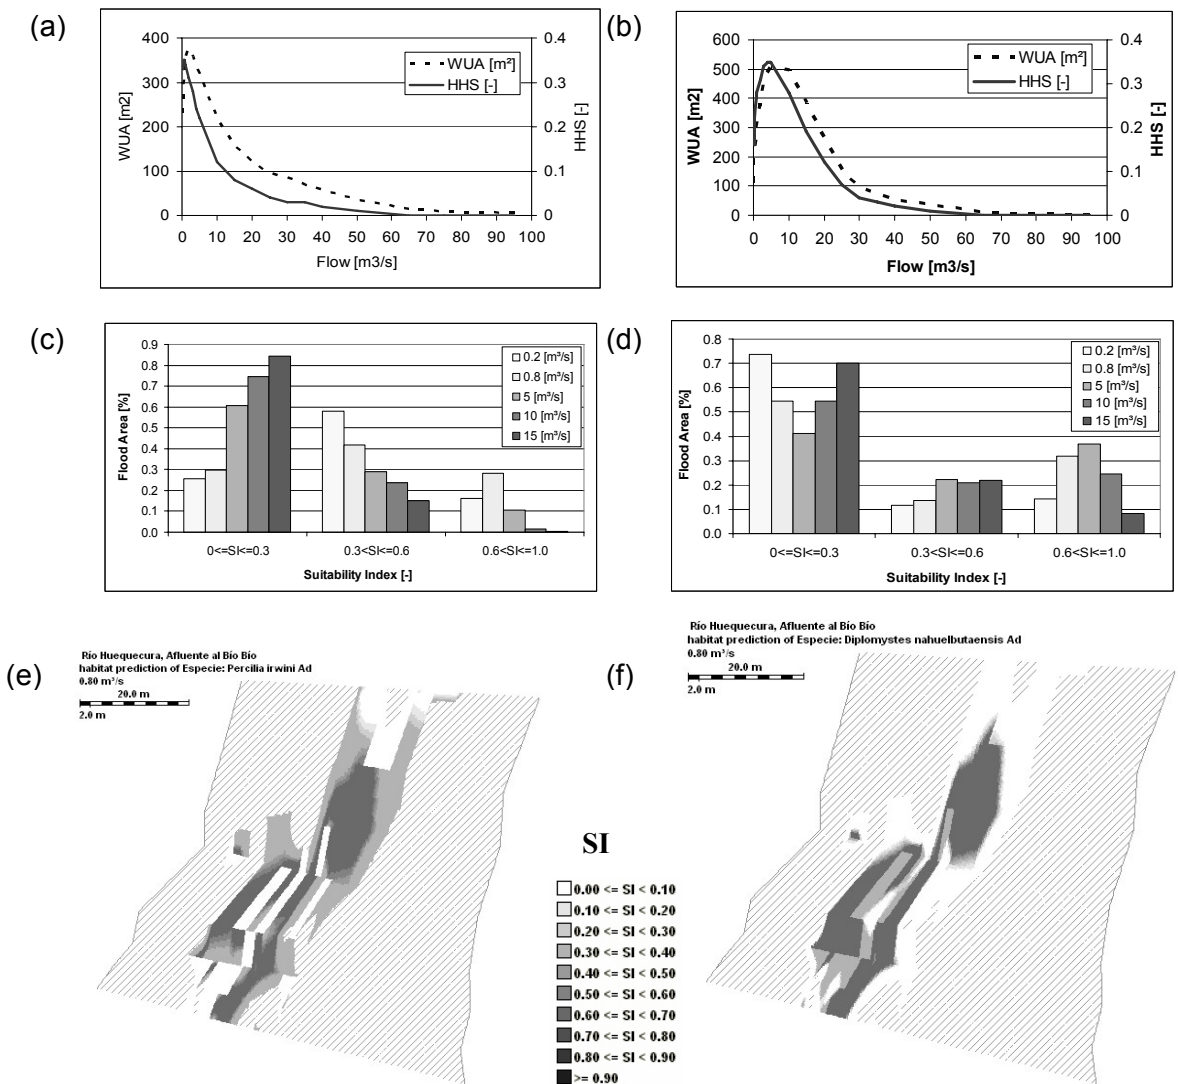 (a)
400
300
200
100
0
WUA [m2]
0.4
0.3
0.2
0.1
0
HHS [-]
WUA [m²]
HHS [-]
0 10 20 30 40 50 60 70 80 90 100
Flow [m3/s]
(b)
600
500
400
300
200
100
0
WUA [m2]
0.4
0.3
0.2
0.1
0
HHS [-]
WUA [m²]
HHS [-]
0 10 20 30 40 50 60 70 80 90 100
Flow [m3/s]
(c)
0.9
0.8
0.7
0.6
0.5
0.4
0.3
0.2
0.1
0.0
Flood Area [%]
0.2 [m³/s]
0.8 [m³/s]
5 [m³/s]
10 [m³/s]
15 [m³/s]
0<=SI<=0.3 0.3<SI<=0.6 0.6<SI<=1.0
Suitability Index [-]
(d)
0.8
0.7
0.6
0.5
0.4
0.3
0.2
0.1
0.0
Flood Area [%]
0.2 [m³/s]
0.8 [m³/s]
5 [m³/s]
10 [m³/s]
15 [m³/s]
0<=SI<=0.3 0.3<SI<=0.6 0.6<SI<=1.0
Suitability Index [-]
(e)
Río Huequecura, Afluente al Bío Bío
habitat prediction of Especie: Percilia irwini Ad
0.80 m³/s
20.0 m
2.0 m
(f)
Río Huequecura, Afluente al Bío Bío
habitat prediction of Especie: Diplomystes nahuelbutaensis Ad
0.80 m³/s
20.0 m
2.0 m
SI
0.00 <= SI < 0.10
0.10 <= SI < 0.20
0.20 <= SI < 0.30
0.30 <= SI < 0.40
0.40 <= SI < 0.50
0.50 <= SI < 0.60
0.60 <= SI < 0.70
0.70 <= SI < 0.80
0.80 <= SI < 0.90
>= 0.90